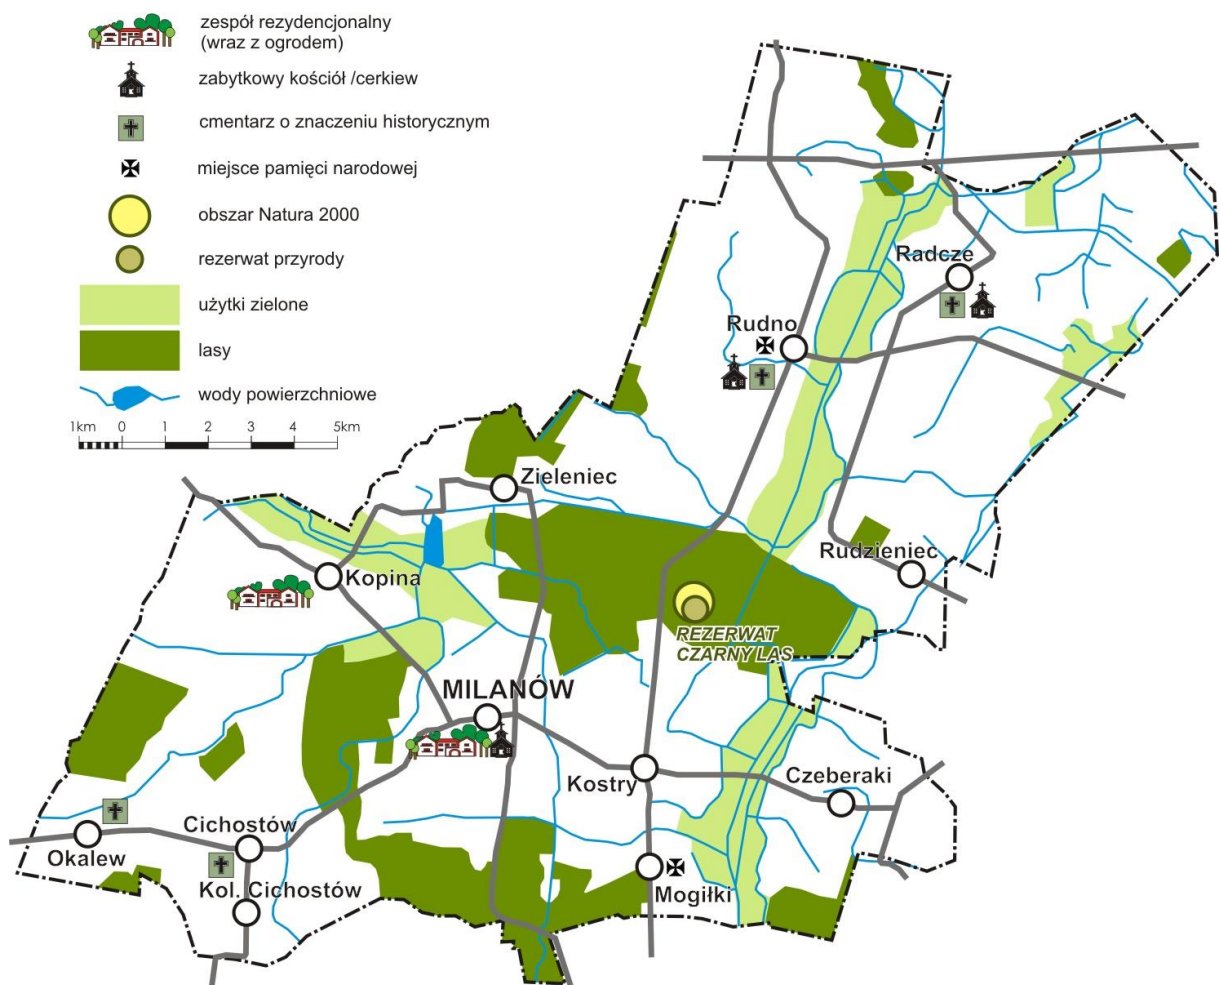 zespół rezydencjonalny
(wraz z ogrodem)
zabytkowy kościół /cerkiew
cmentarz o znaczeniu historycznym
miejsce pamięci narodowej
obszar Natura 2000
rezerwat przyrody
użytki zielone
lasy
wody powierzchniowe
1km 0 1 2 3 4 5km
Radcze
Rudno
Zieleniec
Rudzieniec
Kopina
REZERWAT
CZARNY LAS
MILANÓW
Kostry
Czeberaki
Cichostów
Okalew
Kol. Cichostów
Mogiłki